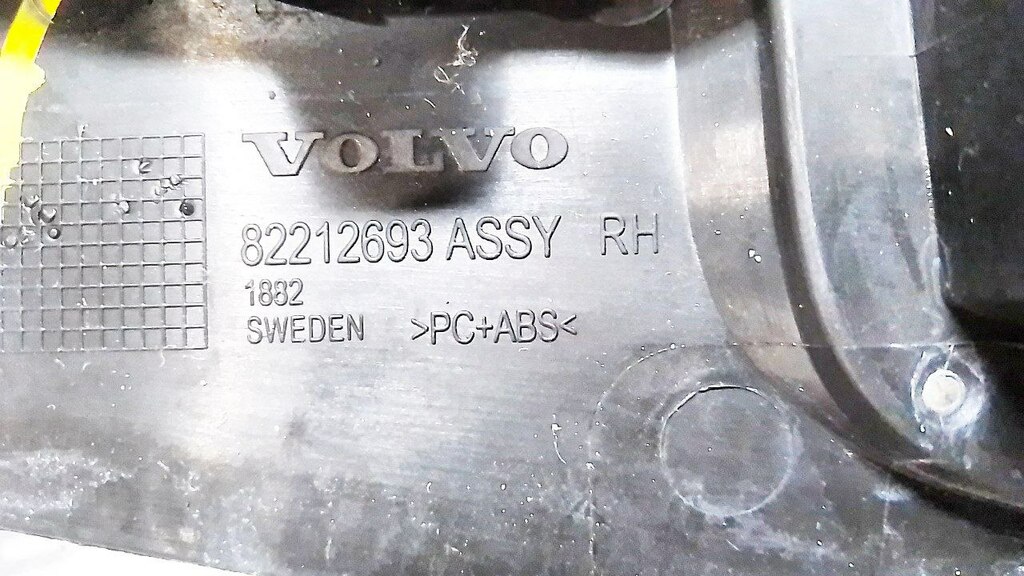 VOLVO
82212693 ASSY RH
1882
SWEDEN >PC+ABS<